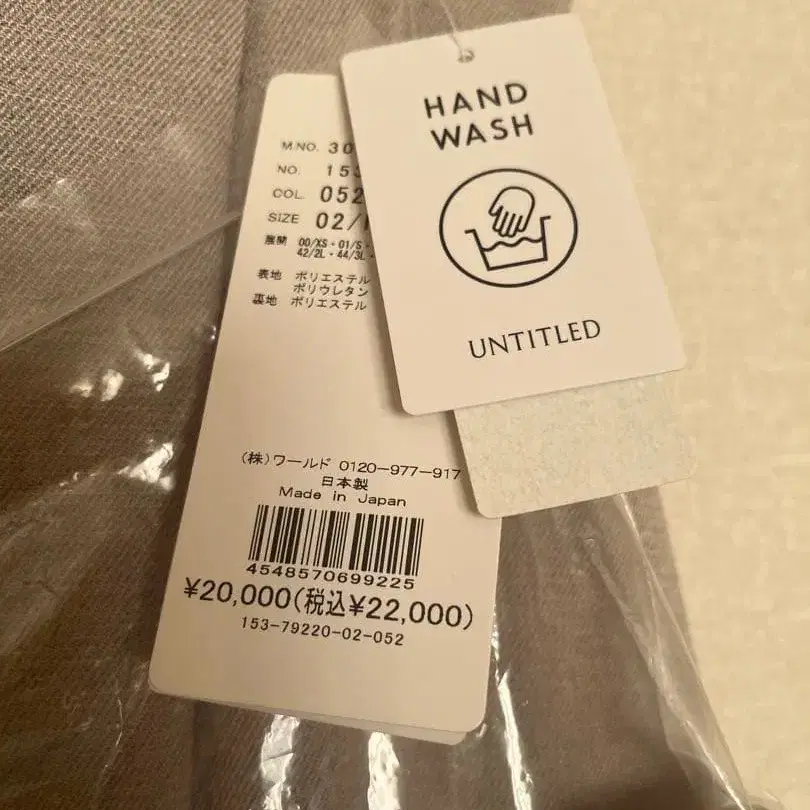 HAND
WASH
UNTITLED
M.NO. 30
NO. 153
COL. 052
SIZE 02/
展開 00/XS・01/S・
42/2L・44/3L・
表地 ポリエステル
ポリウレタン
裏地 ポリエステル
(株)ワールド 0120-977-917
日本製
Made in Japan
4548570699225
¥20,000(税込¥22,000)
153-79220-02-052